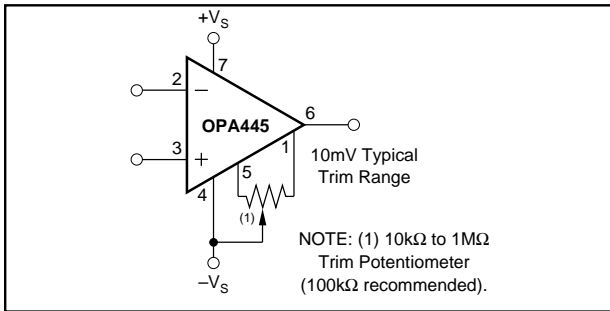 +VS
7
2
–
OPA445
6
3
+
1
10mV Typical
Trim Range
5
4
(1)
NOTE: (1) 10kΩ to 1MΩ
Trim Potentiometer
(100kΩ recommended).
–VS